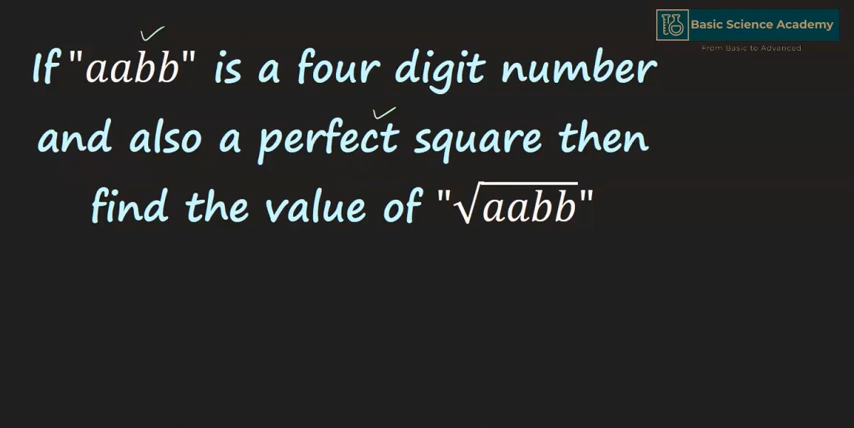 Basic Science Academy
From Basic to Advanced
If "aabb" is a four digit number
and also a perfect square then
find the value of "√aabb"